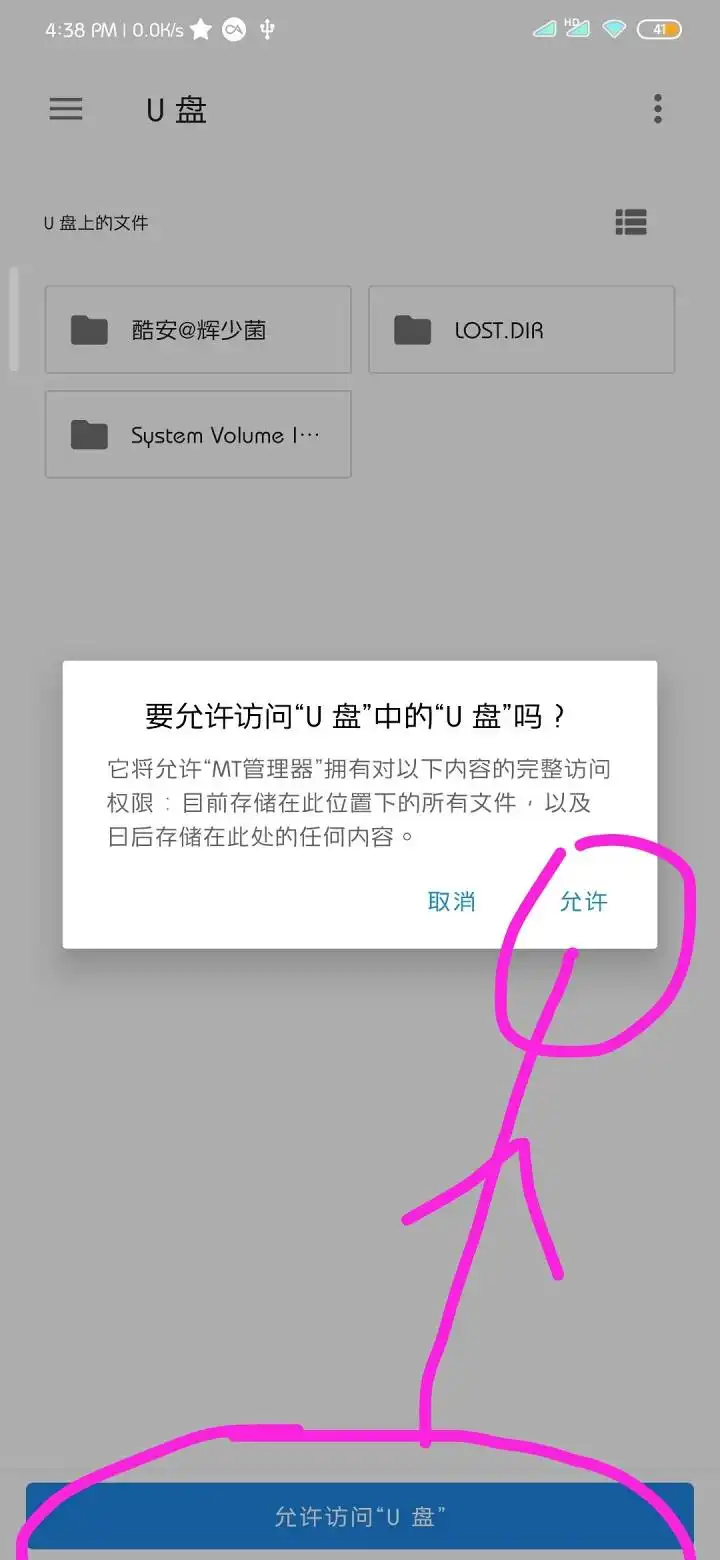 4:38 PM | 0.0K/s
HD
41
U 盘
U 盘上的文件
酷安@辉少菌
LOST.DIR
System Volume I…
要允许访问“U 盘”中的“U 盘”吗？
它将允许“MT管理器”拥有对以下内容的完整访问
权限：目前存储在此位置下的所有文件，以及
日后存储在此处的任何内容。
取消
允许
允许访问“U 盘”